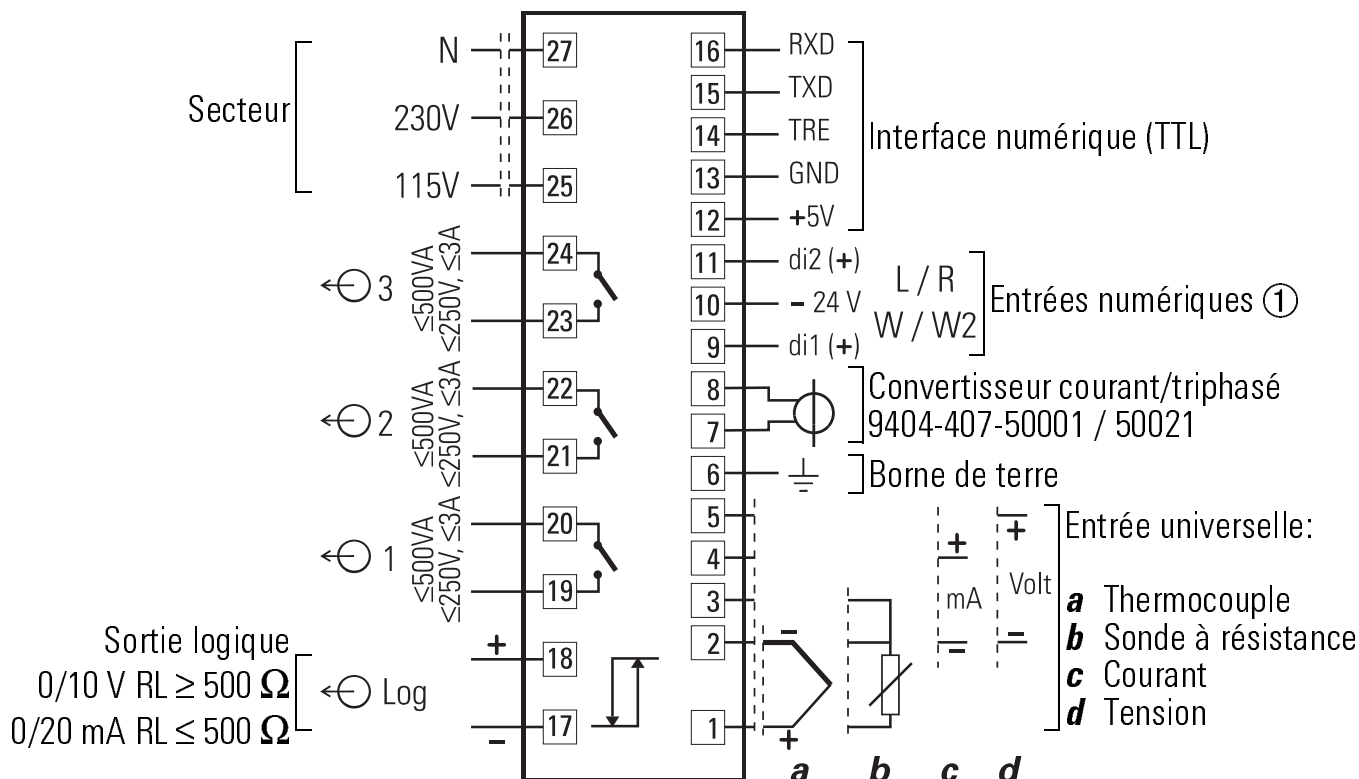 Secteur
N
230V
115V
27
26
25
24
23
22
21
20
19
18
17
3
≤500VA
≤250V, ≤3A
2
≤500VA
≤250V, ≤3A
1
≤500VA
≤250V, ≤3A
Sortie logique
0/10 V RL ≥ 500 Ω
0/20 mA RL ≤ 500 Ω
Log
+
−
16 RXD
15 TXD
14 TRE
13 GND
12 +5V
Interface numérique (TTL)
11 di2 (+)
10 − 24 V
9 di1 (+)
L / R
W / W2
Entrées numériques ①
8
7
Convertisseur courant/triphasé
9404-407-50001 / 50021
6
Borne de terre
5
4
3
2
1
−
+
+
mA
−
+
Volt
−
Entrée universelle:
a Thermocouple
b Sonde à résistance
c Courant
d Tension
a b c d